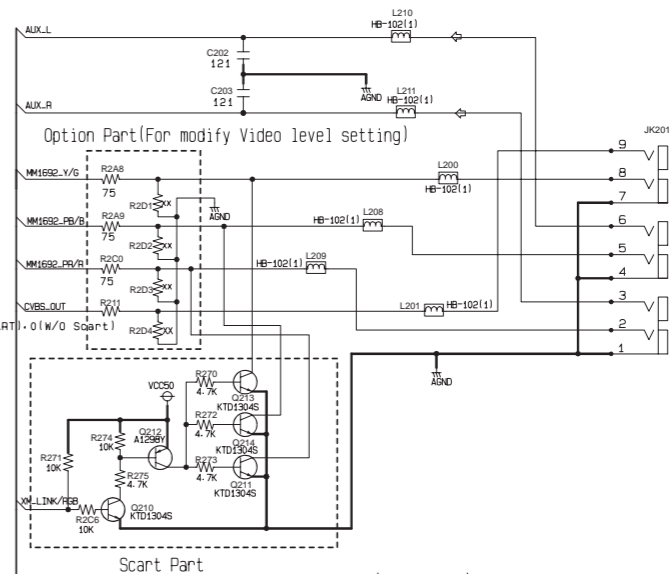 AUX_L
L210
HB-102(1)
C202
121
C203
121
AGND
L211
HB-102(1)
AUX_R
JK201
Option Part(For modify Video level setting)
9
8
7
6
5
4
3
2
1
MM1692_Y/G
R2A8
75
L200
HB-102(1)
R2D1
xx
AGND
MM1692_PB/B
R2A9
75
L208
HB-102(1)
R2D2
xx
MM1692_PR/R
R2C0
75
HB-102(1)
L209
R2D3
xx
CVBS_OUT
R211
L201
HB-102(1)
ART).0(W/O Scart)
R2D4
xx
AGND
VCC50
R270
4.7K
Q213
KTD1304S
R272
4.7K
Q214
KTD1304S
R273
4.7K
Q211
KTD1304S
Q212
A1298Y
R274
10K
R271
10K
R275
4.7K
XM_LINK/RGB
R2C6
10K
Q210
KTD1304S
Scart Part